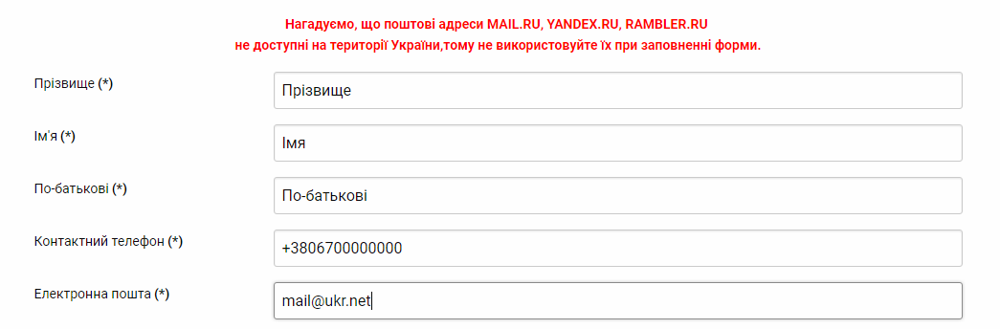 Нагадуємо, що поштові адреси MAIL.RU, YANDEX.RU, RAMBLER.RU
не доступні на території України,тому не використовуйте їх при заповненні форми.
Прізвище (*)
Прізвище
Ім'я (*)
Імя
По-батькові (*)
По-батькові
Контактний телефон (*)
+3806700000000
Електронна пошта (*)
mail@ukr.net